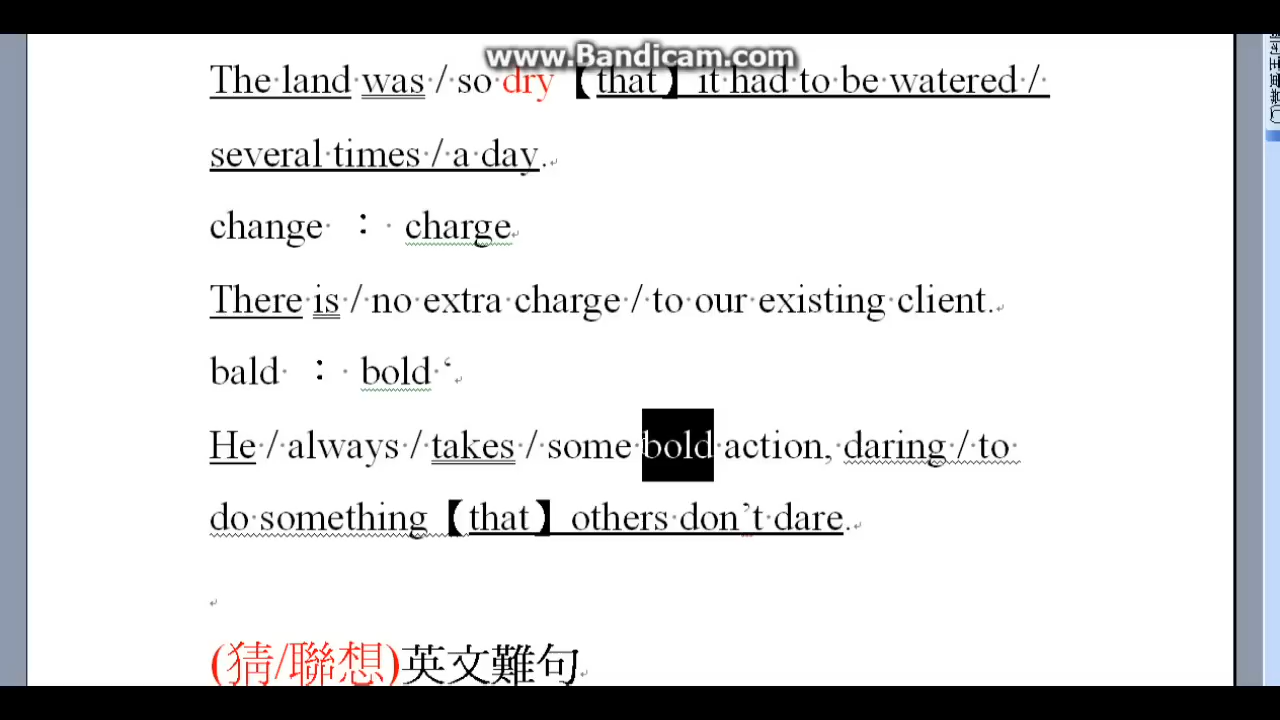 www.Bandicam.com
The land was / so dry 【that】 it had to be watered /
several times / a day.
change ： charge
There is / no extra charge / to our existing client.
bald ： bold ‘
He / always / takes / some bold action, daring / to
do something 【that】 others don’t dare.
(猜/聯想)英文難句